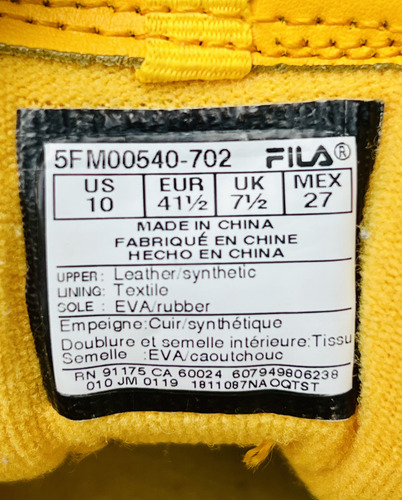 5FM00540-702 FILA®
US EUR UK MEX
10 41½ 7½ 27
MADE IN CHINA
FABRIQUÉ EN CHINE
HECHO EN CHINA
UPPER: Leather/synthetic
LINING: Textile
SOLE: EVA/rubber
Empeigne:Cuir/synthétique
Doublure et semelle intérieure:Tissu
Semelle :EVA/caoutchouc
RN 91175 CA 60024 607949806238
010 JM 0119 1811087NAOQTST